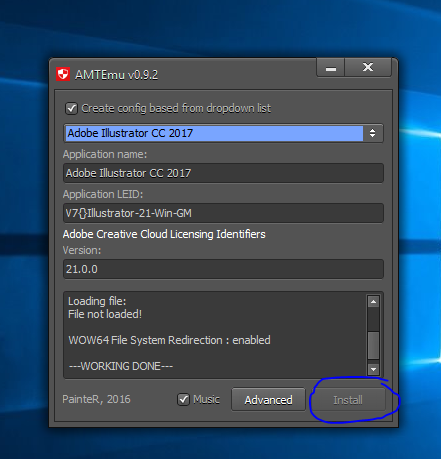 AMTEmu v0.9.2
Create config based from dropdown list
Adobe Illustrator CC 2017
Application name:
Adobe Illustrator CC 2017
Application LEID:
V7{}Illustrator-21-Win-GM
Adobe Creative Cloud Licensing Identifiers
Version:
21.0.0
Loading file:
File not loaded!
WOW64 File System Redirection : enabled
---WORKING DONE---
PainteR, 2016 Music Advanced Install